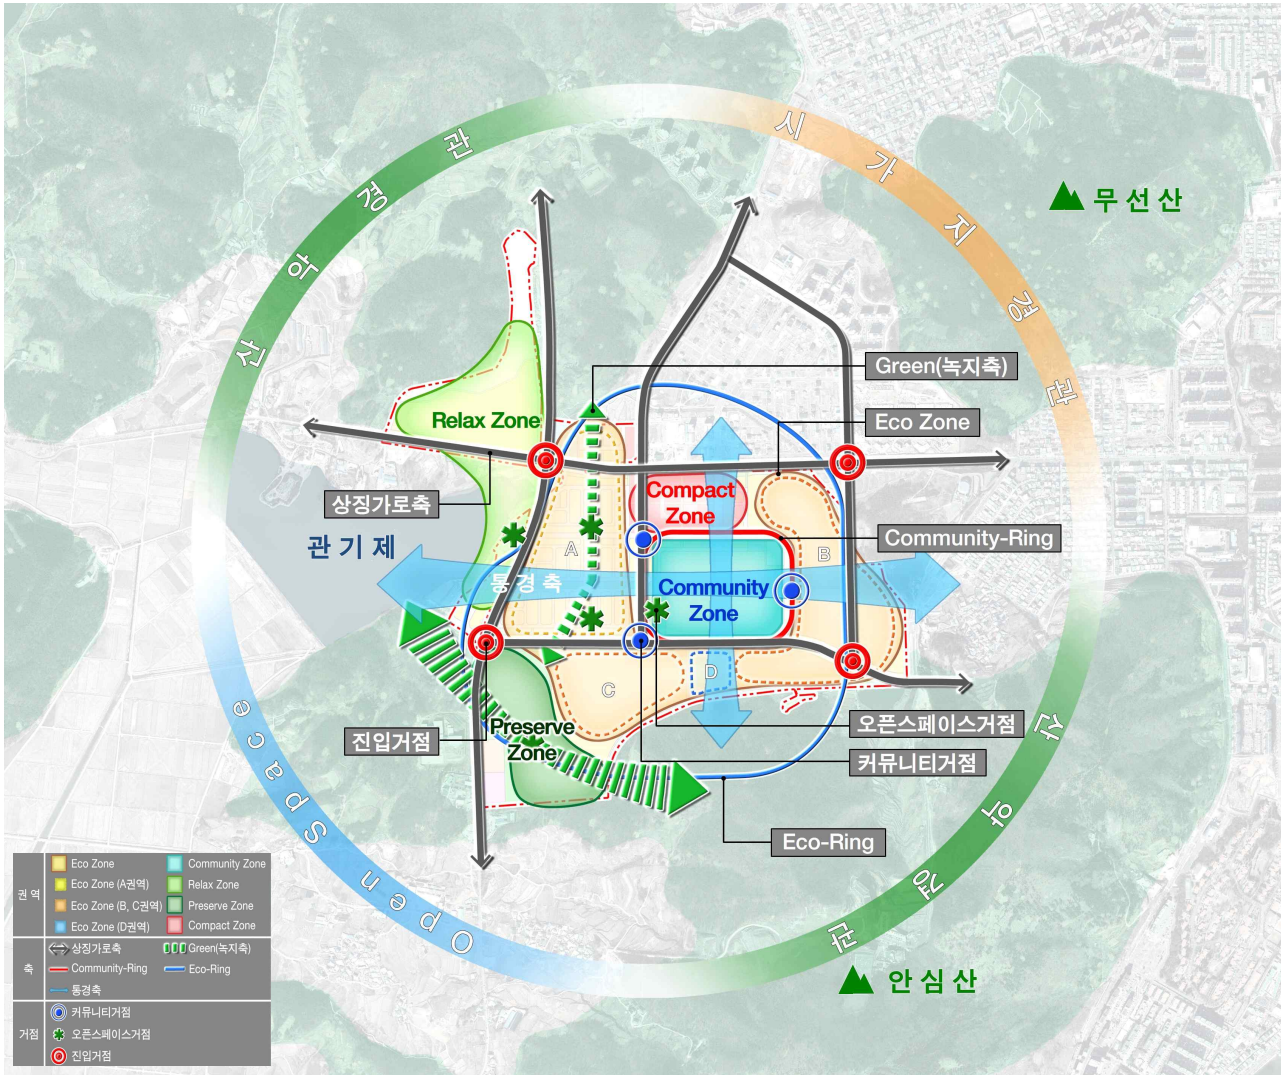 산악경관
시가지경관
무선산
Green(녹지축)
Relax Zone
Eco Zone
상징가로축
Compact
Zone
관기제
A
B
Community-Ring
통경축
Community
Zone
C
D
Preserve
Zone
진입거점
오픈스페이스거점
커뮤니티거점
Eco-Ring
산악경관
Open Space
안심산
권역
Eco Zone
Community Zone
Eco Zone (A권역)
Relax Zone
Eco Zone (B, C권역)
Preserve Zone
Eco Zone (D권역)
Compact Zone
축
상징가로축
Green(녹지축)
Community-Ring
Eco-Ring
통경축
거점
커뮤니티거점
오픈스페이스거점
진입거점